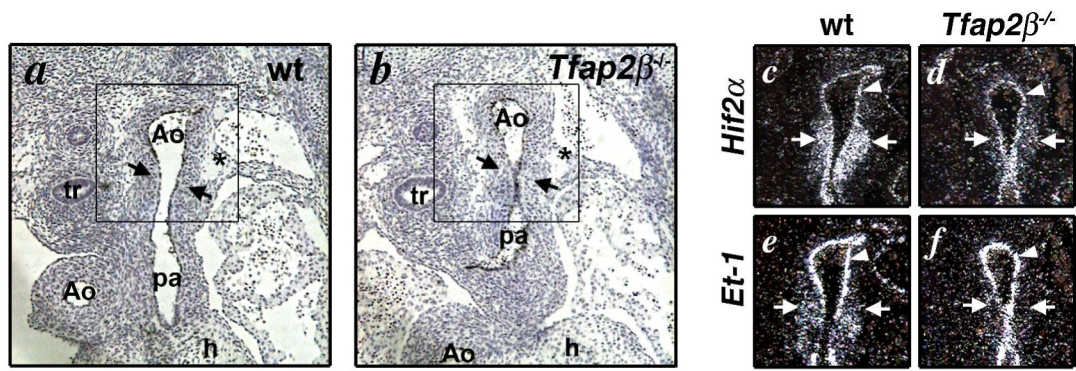 wt Tfap2β-/-
a wt
Ao
*
tr
pa
Ao
h
b Tfap2β-/-
Ao
*
tr
pa
Ao
h
Hif2α
c
d
Et-1
e
f